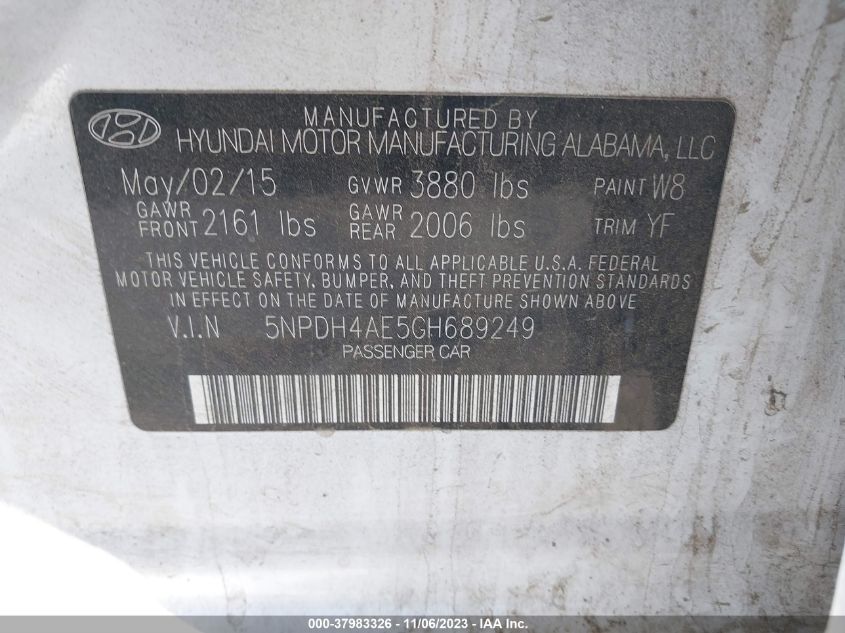 MANUFACTURED BY
HYUNDAI MOTOR MANUFACTURING ALABAMA, LLC
May/02/15 GVWR 3880 lbs PAINT W8
GAWR FRONT 2161 lbs GAWR REAR 2006 lbs TRIM YF
THIS VEHICLE CONFORMS TO ALL APPLICABLE U.S.A. FEDERAL
MOTOR VEHICLE SAFETY, BUMPER, AND THEFT PREVENTION STANDARDS
IN EFFECT ON THE DATE OF MANUFACTURE SHOWN ABOVE
V.I.N 5NPDH4AE5GH689249
PASSENGER CAR
000-37983326 - 11/06/2023 - IAA Inc.